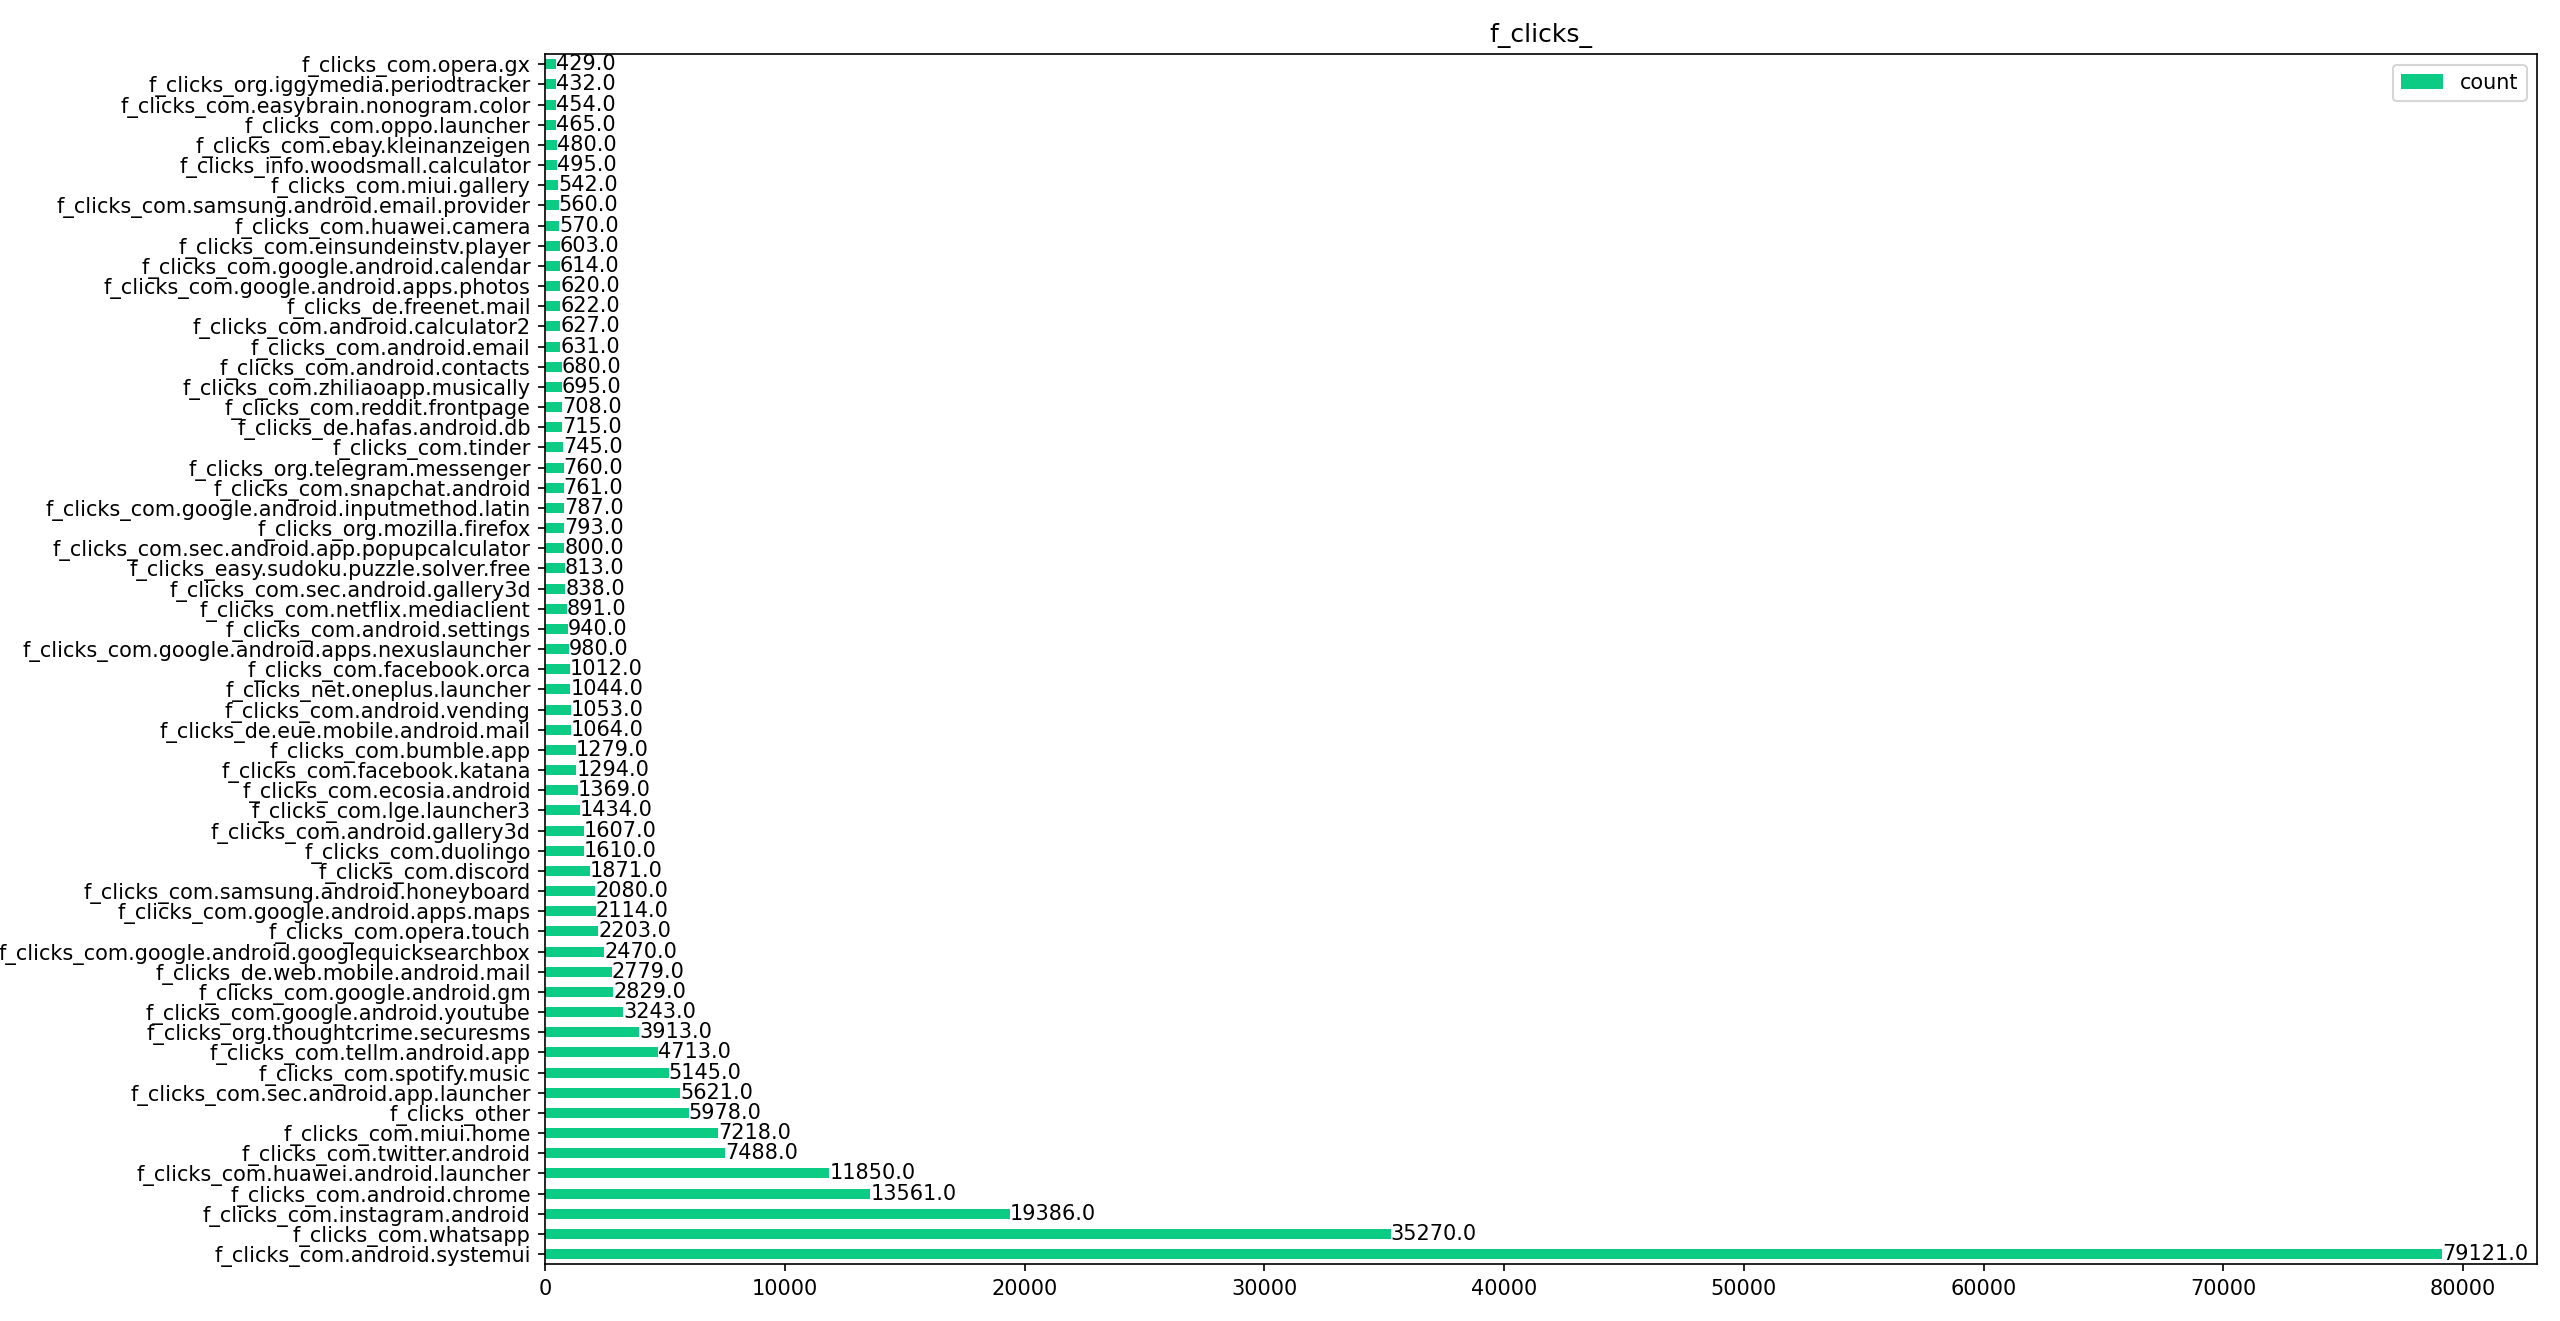 f_clicks_
count
f_clicks_com.opera.gx 429.0
f_clicks_org.iggymedia.periodtracker 432.0
f_clicks_com.easybrain.nonogram.color 454.0
f_clicks_com.oppo.launcher 465.0
f_clicks_com.ebay.kleinanzeigen 480.0
f_clicks_info.woodsmall.calculator 495.0
f_clicks_com.miui.gallery 542.0
f_clicks_com.samsung.android.email.provider 560.0
f_clicks_com.huawei.camera 570.0
f_clicks_com.einsundeinstv.player 603.0
f_clicks_com.google.android.calendar 614.0
f_clicks_com.google.android.apps.photos 620.0
f_clicks_de.freenet.mail 622.0
f_clicks_com.android.calculator2 627.0
f_clicks_com.android.email 631.0
f_clicks_com.android.contacts 680.0
f_clicks_com.zhiliaoapp.musically 695.0
f_clicks_com.reddit.frontpage 708.0
f_clicks_de.hafas.android.db 715.0
f_clicks_com.tinder 745.0
f_clicks_org.telegram.messenger 760.0
f_clicks_com.snapchat.android 761.0
f_clicks_com.google.android.inputmethod.latin 787.0
f_clicks_org.mozilla.firefox 793.0
f_clicks_com.sec.android.app.popupcalculator 800.0
f_clicks_easy.sudoku.puzzle.solver.free 813.0
f_clicks_com.sec.android.gallery3d 838.0
f_clicks_com.netflix.mediaclient 891.0
f_clicks_com.android.settings 940.0
f_clicks_com.google.android.apps.nexuslauncher 980.0
f_clicks_com.facebook.orca 1012.0
f_clicks_net.oneplus.launcher 1044.0
f_clicks_com.android.vending 1053.0
f_clicks_de.eue.mobile.android.mail 1064.0
f_clicks_com.bumble.app 1279.0
f_clicks_com.facebook.katana 1294.0
f_clicks_com.ecosia.android 1369.0
f_clicks_com.lge.launcher3 1434.0
f_clicks_com.android.gallery3d 1607.0
f_clicks_com.duolingo 1610.0
f_clicks_com.discord 1871.0
f_clicks_com.samsung.android.honeyboard 2080.0
f_clicks_com.google.android.apps.maps 2114.0
f_clicks_com.opera.touch 2203.0
f_clicks_com.google.android.googlequicksearchbox 2470.0
f_clicks_de.web.mobile.android.mail 2779.0
f_clicks_com.google.android.gm 2829.0
f_clicks_com.google.android.youtube 3243.0
f_clicks_org.thoughtcrime.securesms 3913.0
f_clicks_com.tellm.android.app 4713.0
f_clicks_com.spotify.music 5145.0
f_clicks_com.sec.android.app.launcher 5621.0
f_clicks_other 5978.0
f_clicks_com.miui.home 7218.0
f_clicks_com.twitter.android 7488.0
f_clicks_com.huawei.android.launcher 11850.0
f_clicks_com.android.chrome 13561.0
f_clicks_com.instagram.android 19386.0
f_clicks_com.whatsapp 35270.0
f_clicks_com.android.systemui 79121.0
0 10000 20000 30000 40000 50000 60000 70000 80000